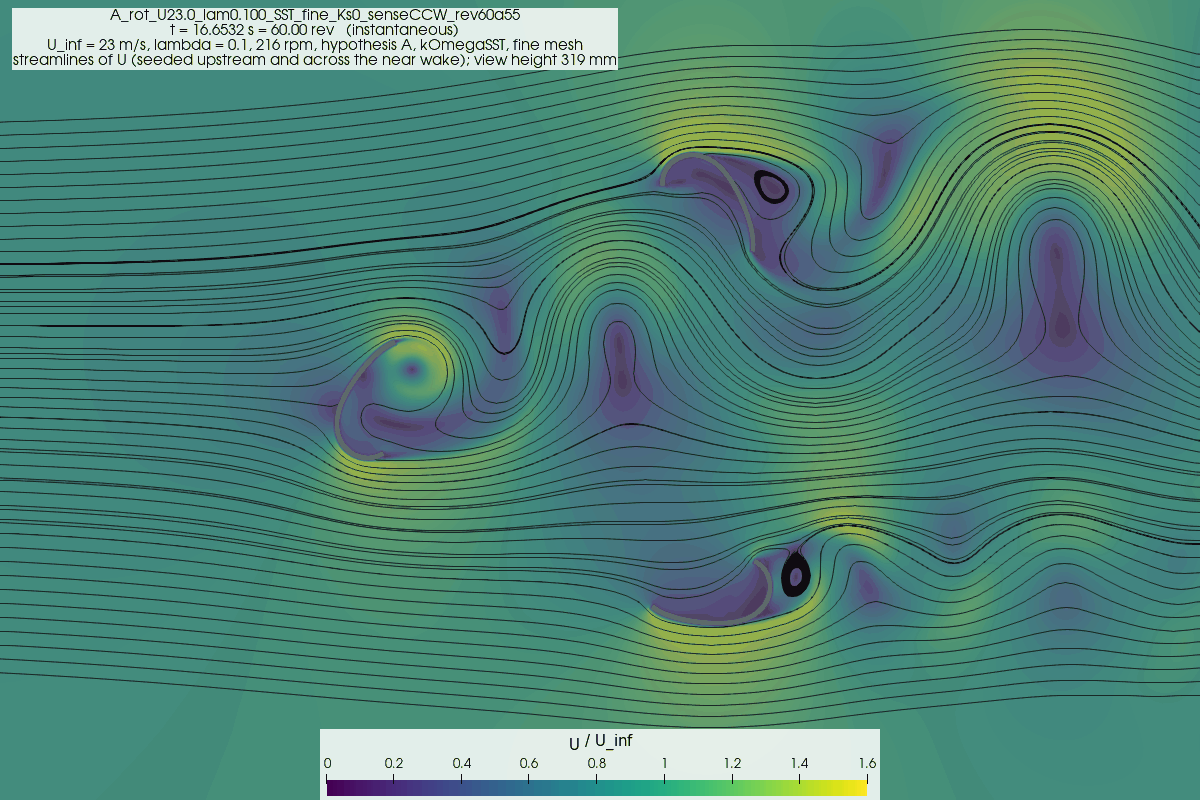 A_rot_U23.0_lam0.100_SST_fine_Ks0_senseCCW_rev60a55
t = 16.6532 s = 60.00 rev (instantaneous)
U_inf = 23 m/s, lambda = 0.1, 216 rpm, hypothesis A, kOmegaSST, fine mesh
streamlines of U (seeded upstream and across the near wake); view height 319 mm
U / U_inf
0 0.2 0.4 0.6 0.8 1 1.2 1.4 1.6